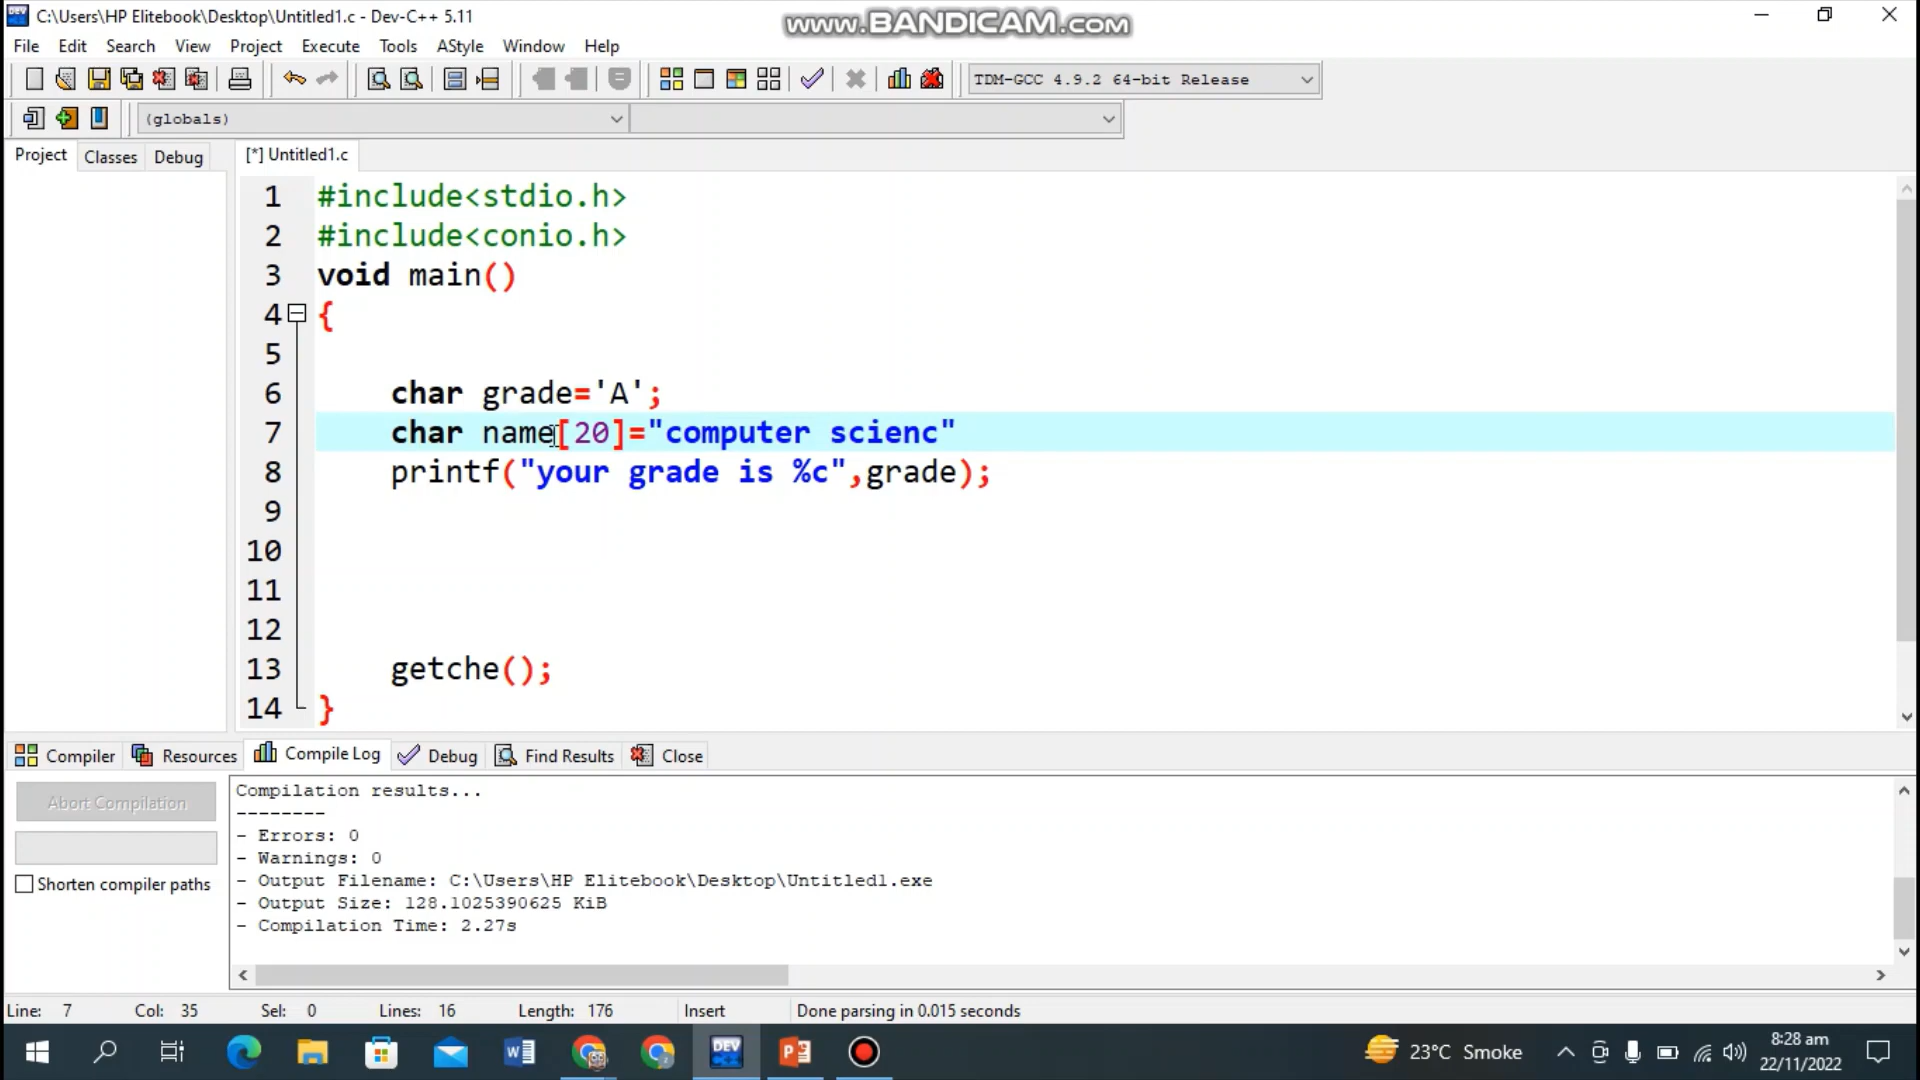 C:\Users\HP Elitebook\Desktop\Untitled1.c - Dev-C++ 5.11
www.BANDICAM.com
File Edit Search View Project Execute Tools AStyle Window Help
TDM-GCC 4.9.2 64-bit Release
(globals)
Project Classes Debug [*] Untitled1.c
1 #include<stdio.h>
2 #include<conio.h>
3 void main()
4 {
5
6 char grade='A';
7 char name[20]="computer scienc"
8 printf("your grade is %c",grade);
9
10
11
12
13 getche();
14 }
Compiler Resources Compile Log Debug Find Results Close
Abort Compilation
Shorten compiler paths
Compilation results...
--------
- Errors: 0
- Warnings: 0
- Output Filename: C:\Users\HP Elitebook\Desktop\Untitled1.exe
- Output Size: 128.1025390625 KiB
- Compilation Time: 2.27s
Line: 7 Col: 35 Sel: 0 Lines: 16 Length: 176 Insert Done parsing in 0.015 seconds
DEV
23°C Smoke
8:28 am
22/11/2022